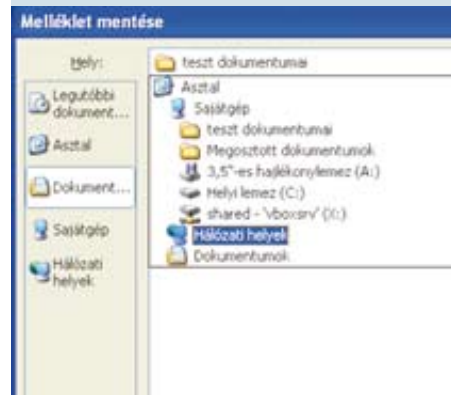 Melléklet mentése
Hely:
teszt dokumentumai
Legutóbbi
dokument...
Asztal
Dokument...
Sajátgép
Hálózati
helyek
Asztal
Sajátgép
teszt dokumentumai
Megosztott dokumentumok
3,5"-es hajlékonylemez (A:)
Helyi lemez (C:)
shared - 'vboxsrv' (X:)
Hálózati helyek
Dokumentumok